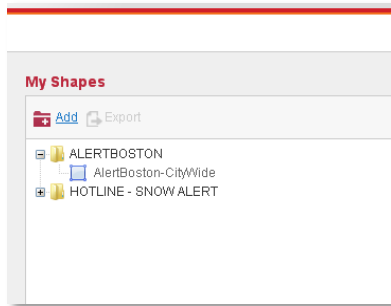 My Shapes
Add Export
ALERTBOSTON
AlertBoston-CityWide
HOTLINE - SNOW ALERT